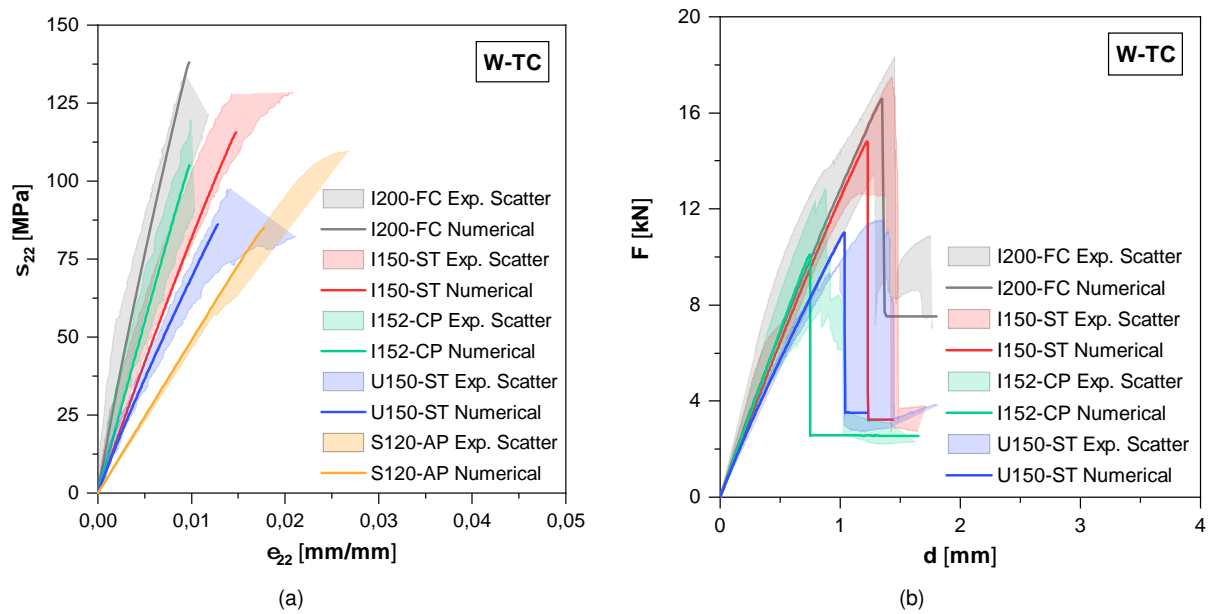 W-TC
s22 [MPa]
150
125
100
75
50
25
0
I200-FC Exp. Scatter
I200-FC Numerical
I150-ST Exp. Scatter
I150-ST Numerical
I152-CP Exp. Scatter
I152-CP Numerical
U150-ST Exp. Scatter
U150-ST Numerical
S120-AP Exp. Scatter
S120-AP Numerical
0,00 0,01 0,02 0,03 0,04 0,05
e22 [mm/mm]
(a)
W-TC
F [kN]
20
16
12
8
4
0
I200-FC Exp. Scatter
I200-FC Numerical
I150-ST Exp. Scatter
I150-ST Numerical
I152-CP Exp. Scatter
I152-CP Numerical
U150-ST Exp. Scatter
U150-ST Numerical
0 1 2 3 4
d [mm]
(b)